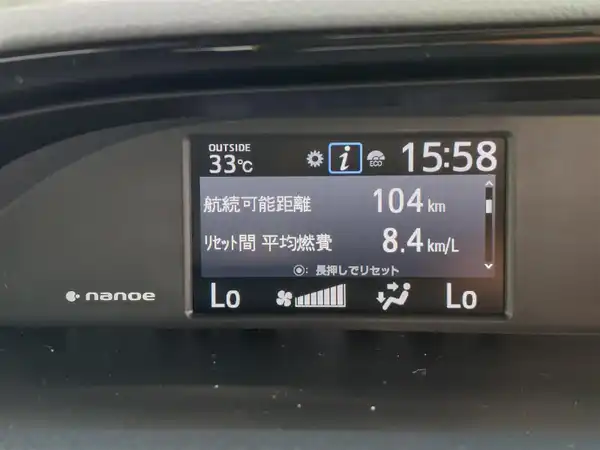 OUTSIDE
33℃
i
ECO
15:58
航続可能距離 104 km
ﾘｾｯﾄ間 平均燃費 8.4 km/L
◉: 長押しでリセット
nanoe
Lo
Lo